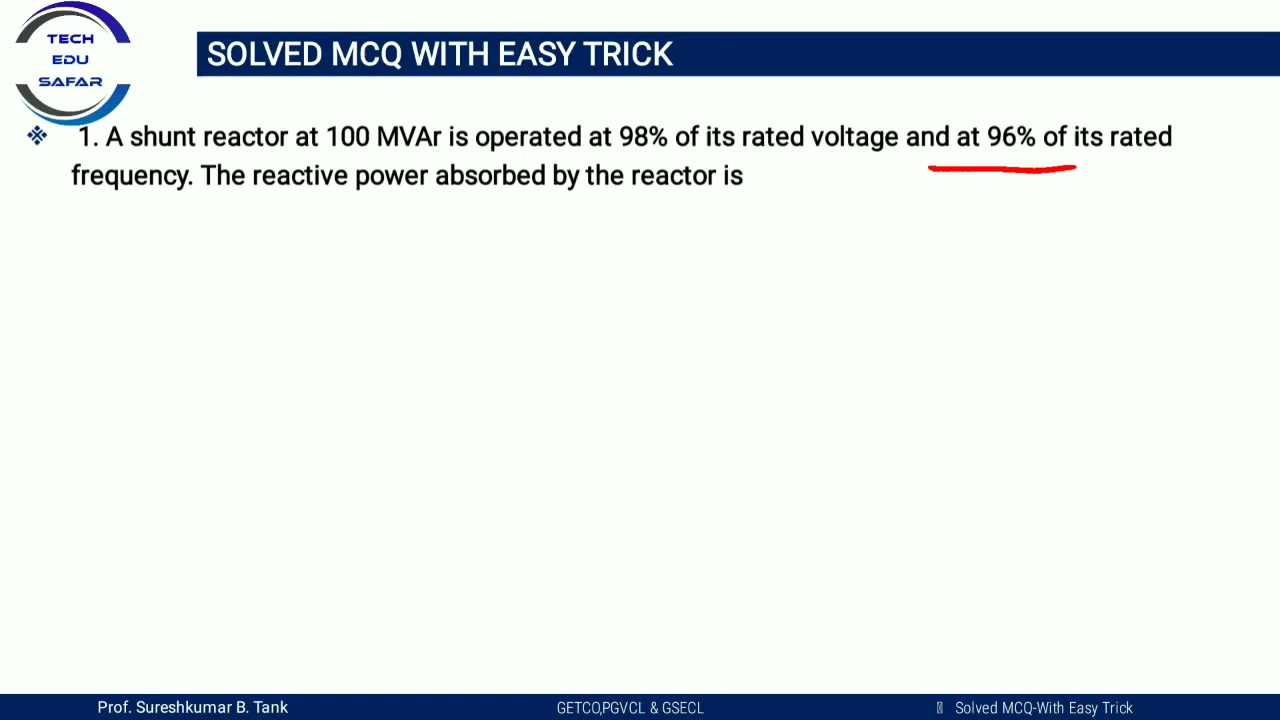 TECH
EDU
SAFAR
SOLVED MCQ WITH EASY TRICK
1. A shunt reactor at 100 MVAr is operated at 98% of its rated voltage and at 96% of its rated
frequency. The reactive power absorbed by the reactor is
Prof. Sureshkumar B. Tank
GETCO,PGVCL & GSECL
Solved MCQ-With Easy Trick